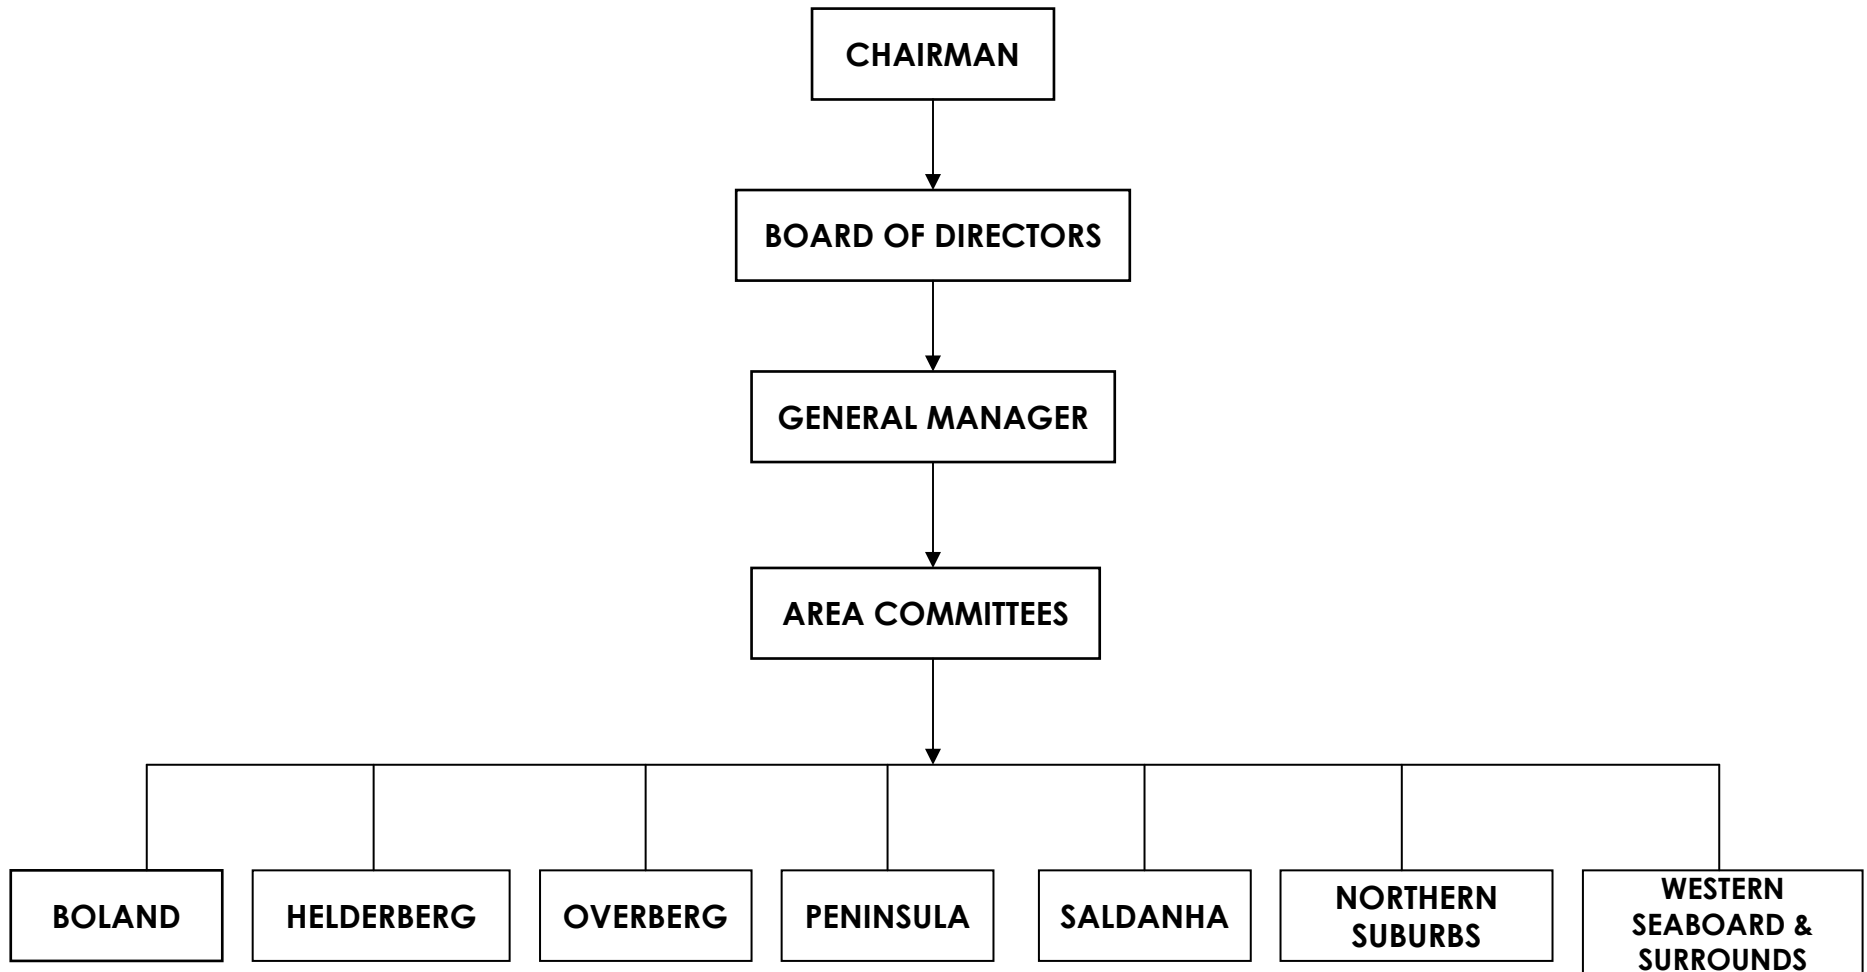 CHAIRMAN
BOARD OF DIRECTORS
GENERAL MANAGER
AREA COMMITTEES
BOLAND
HELDERBERG
OVERBERG
PENINSULA
SALDANHA
NORTHERN
SUBURBS
WESTERN
SEABOARD &
SURROUNDS